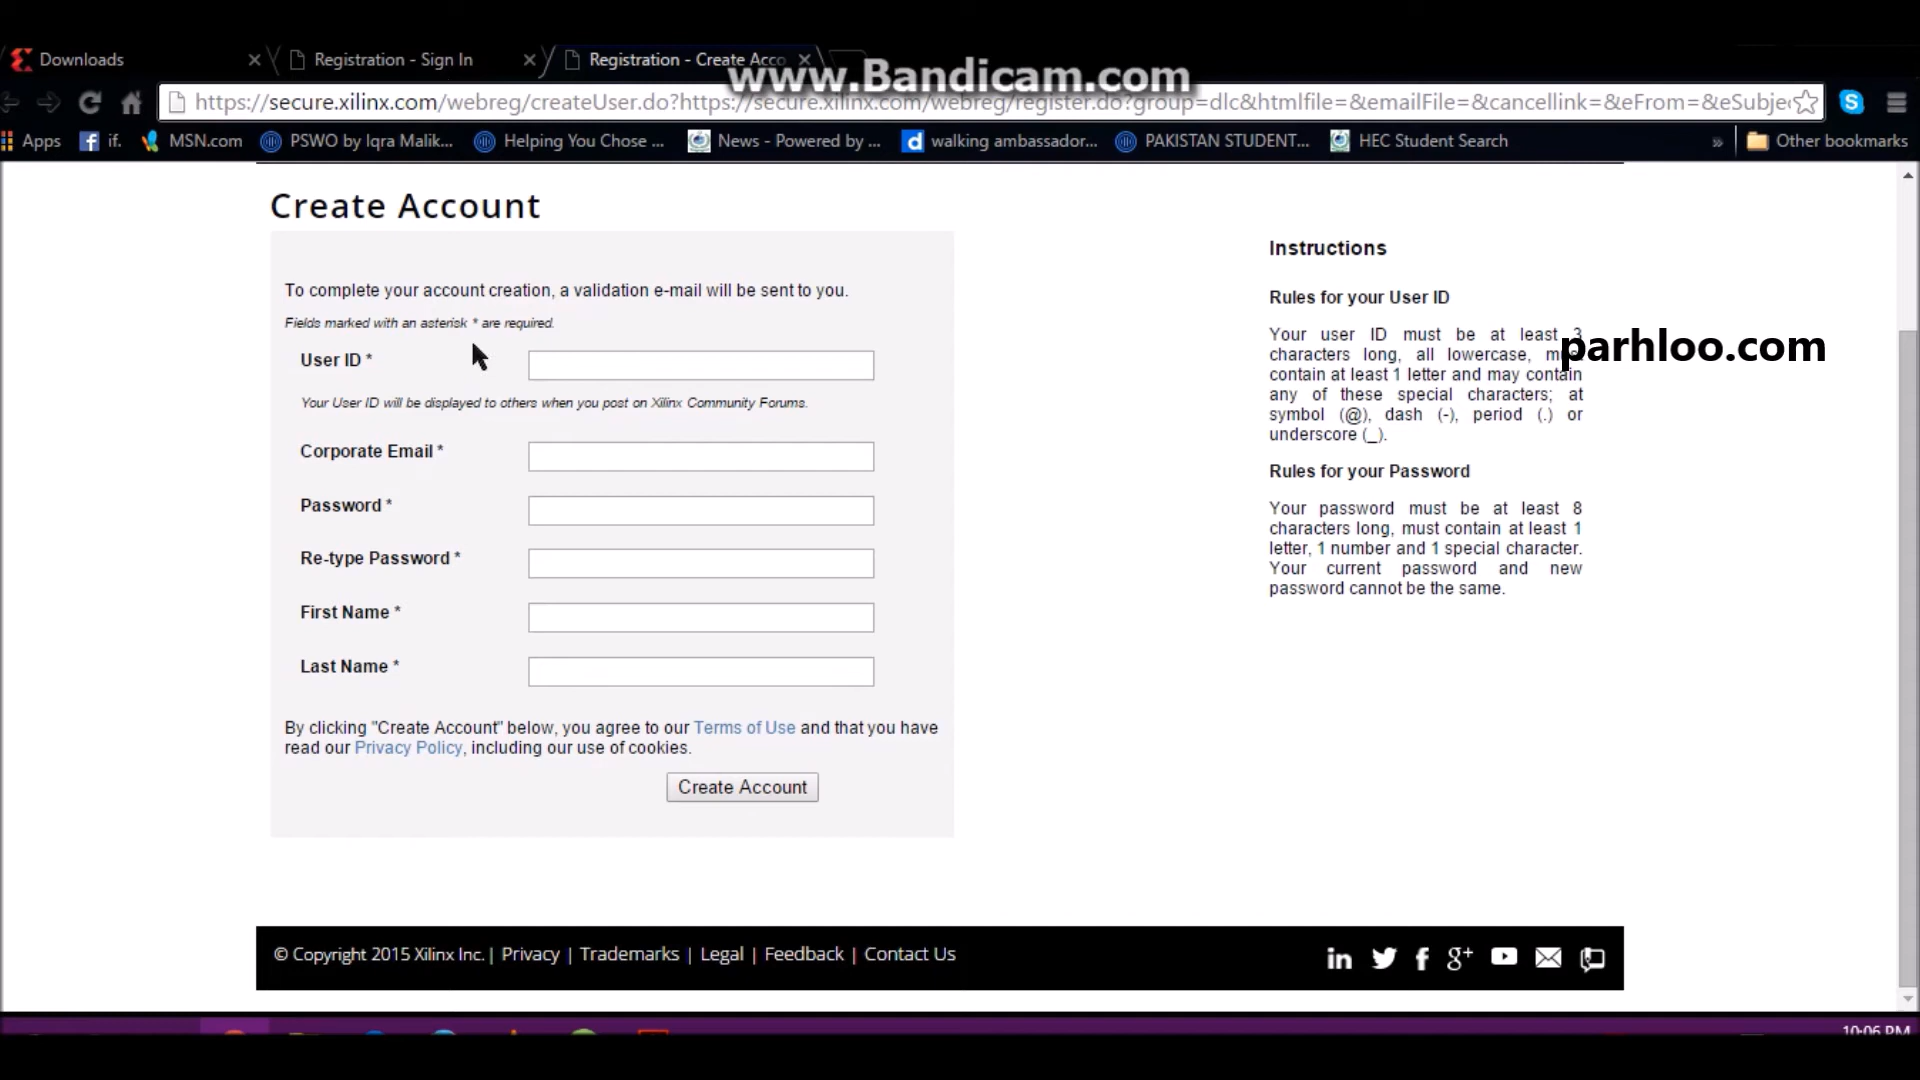 Downloads
Registration - Sign In
Registration - Create Acco
www.Bandicam.com
https://secure.xilinx.com/webreg/createUser.do?https://secure.xilinx.com/webreg/register.do?group=dlc&htmlfile=&emailFile=&cancellink=&eFrom=&eSubje
Apps
if.
MSN.com
PSWO by Iqra Malik...
Helping You Chose ...
News - Powered by ...
walking ambassador...
PAKISTAN STUDENT...
HEC Student Search
»
Other bookmarks
Create Account
To complete your account creation, a validation e-mail will be sent to you.
Fields marked with an asterisk * are required.
User ID *
Your User ID will be displayed to others when you post on Xilinx Community Forums.
Corporate Email *
Password *
Re-type Password *
First Name *
Last Name *
By clicking "Create Account" below, you agree to our Terms of Use and that you have
read our Privacy Policy, including our use of cookies.
Create Account
Instructions
Rules for your User ID
Your user ID must be at least 3
characters long, all lowercase,
contain at least 1 letter and may contain
any of these special characters; at
symbol (@), dash (-), period (.) or
underscore (_).
parhloo.com
Rules for your Password
Your password must be at least 8
characters long, must contain at least 1
letter, 1 number and 1 special character.
Your current password and new
password cannot be the same.
© Copyright 2015 Xilinx Inc. | Privacy | Trademarks | Legal | Feedback | Contact Us
10:06 PM